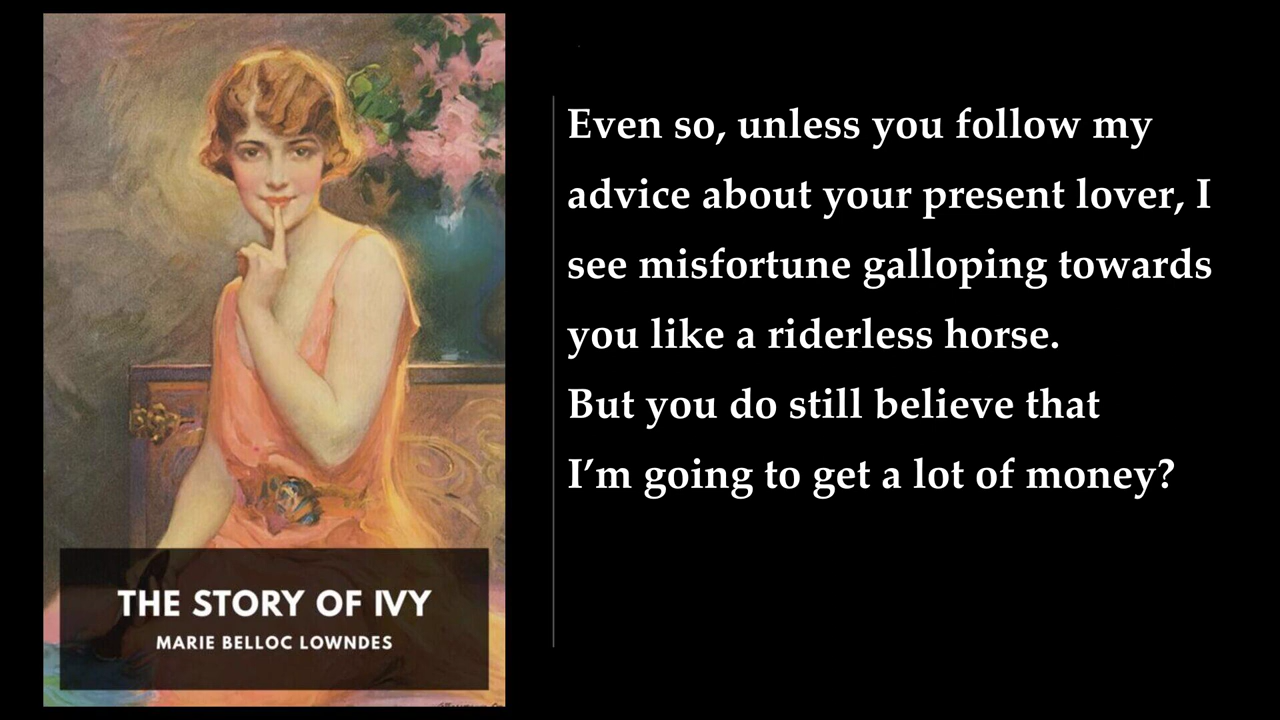 THE STORY OF IVY
MARIE BELLOC LOWNDES
Even so, unless you follow my
advice about your present lover, I
see misfortune galloping towards
you like a riderless horse.
But you do still believe that
I’m going to get a lot of money?